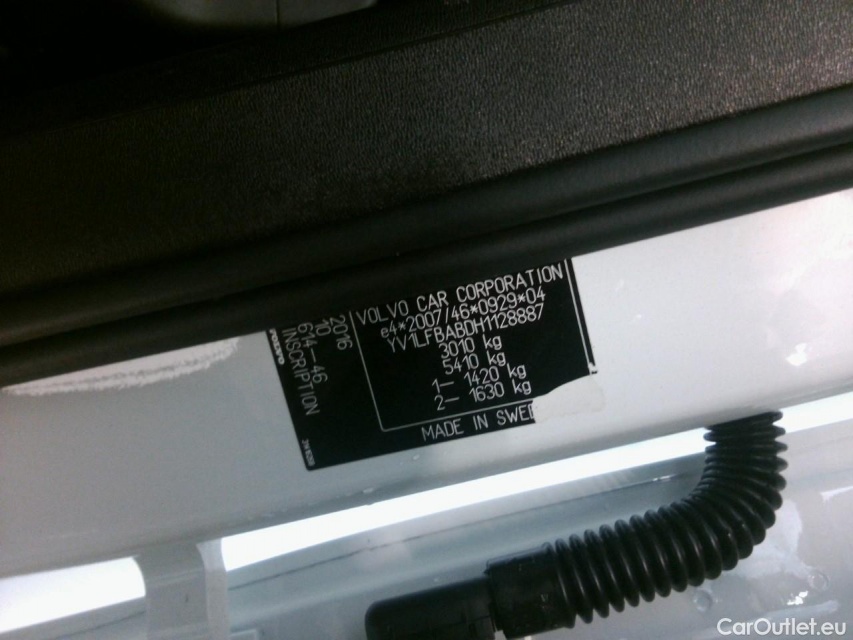 VOLVO CAR CORPORATION
e4*2007/46*0929*04
YV1LFBABDH1128887
3010 kg
5410 kg
1- 1420 kg
2- 1630 kg
MADE IN SWED
2016
10
614-46
INSCRIPTION
VOLVO
CarOutlet.eu